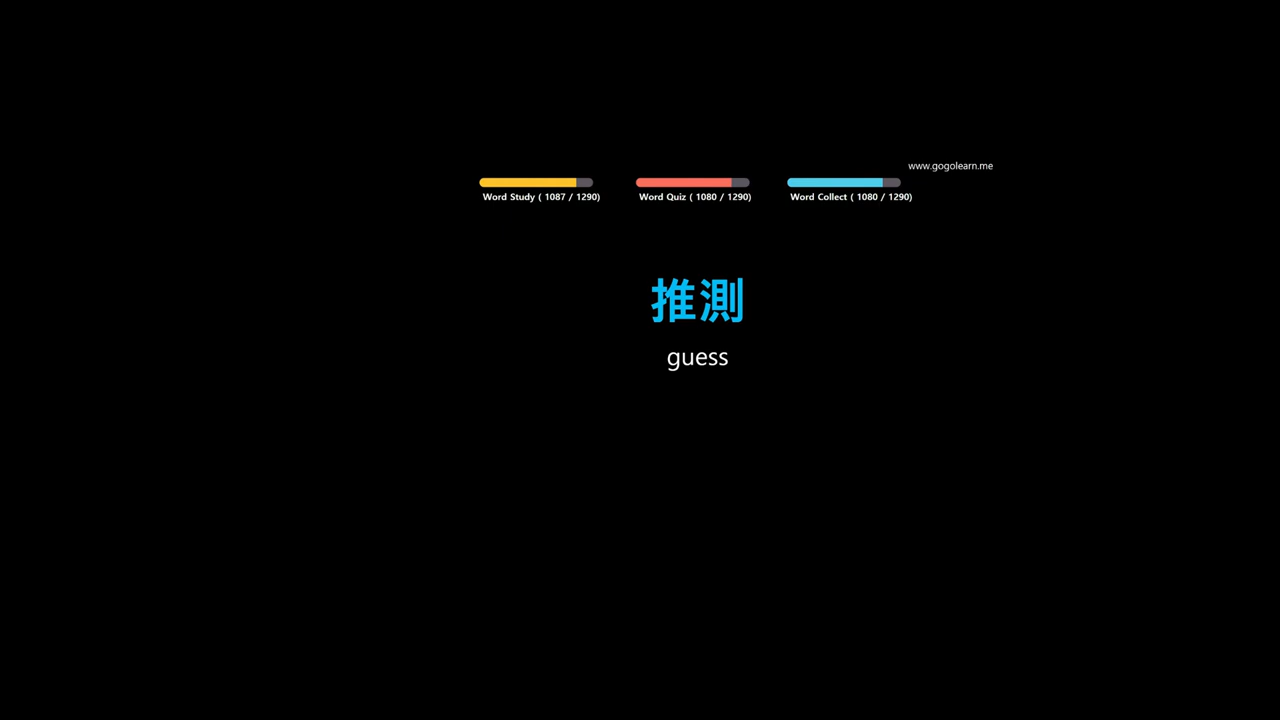 www.gogolearn.me
Word Study ( 1087 / 1290)
Word Quiz ( 1080 / 1290)
Word Collect ( 1080 / 1290)
推測
guess